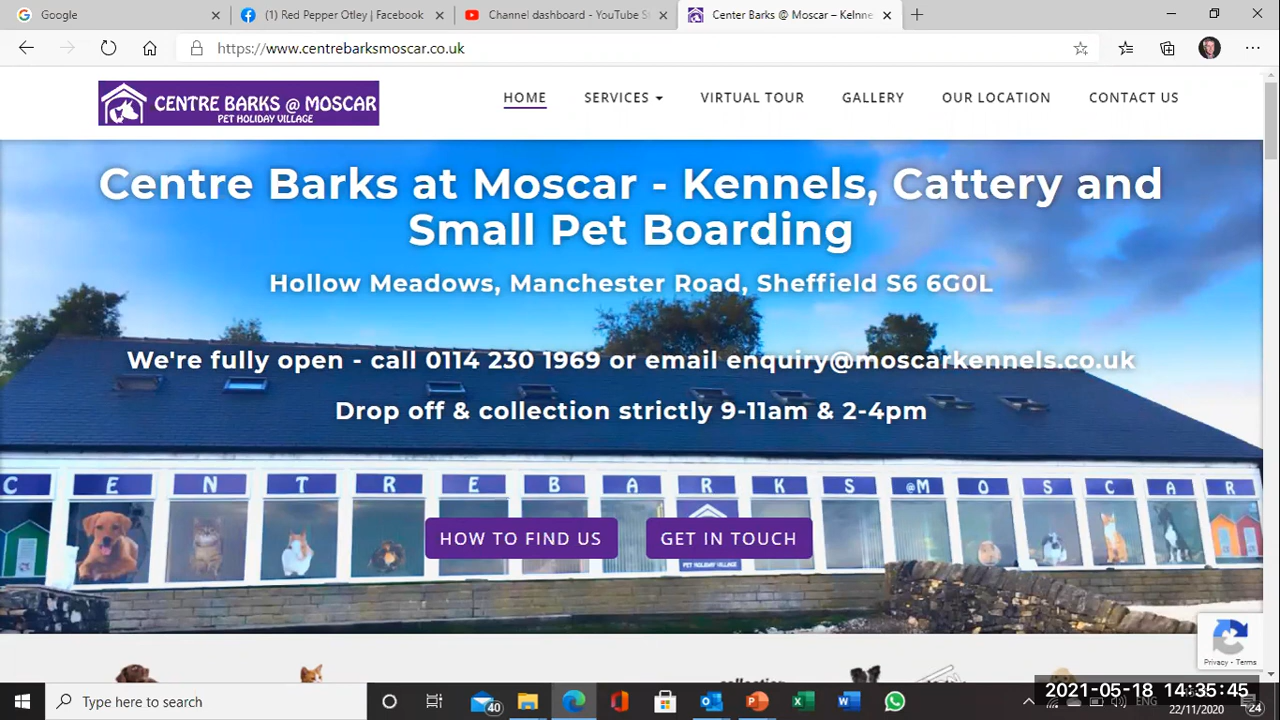 Google
(1) Red Pepper Otley | Facebook
Channel dashboard - YouTube S
Center Barks @ Moscar – Kelnne
https://www.centrebarksmoscar.co.uk
CENTRE BARKS @ MOSCAR
PET HOLIDAY VILLAGE
HOME
SERVICES
VIRTUAL TOUR
GALLERY
OUR LOCATION
CONTACT US
Centre Barks at Moscar - Kennels, Cattery and
Small Pet Boarding
Hollow Meadows, Manchester Road, Sheffield S6 6G0L
We're fully open - call 0114 230 1969 or email enquiry@moscarkennels.co.uk
Drop off & collection strictly 9-11am & 2-4pm
C E N T R E B A R K S @M O S C A R
HOW TO FIND US
GET IN TOUCH
PET HOLIDAY VILLAGE
Privacy - Terms
collection
Type here to search
40
2021-05-18 14:35:45
ENG
22/11/2020
24